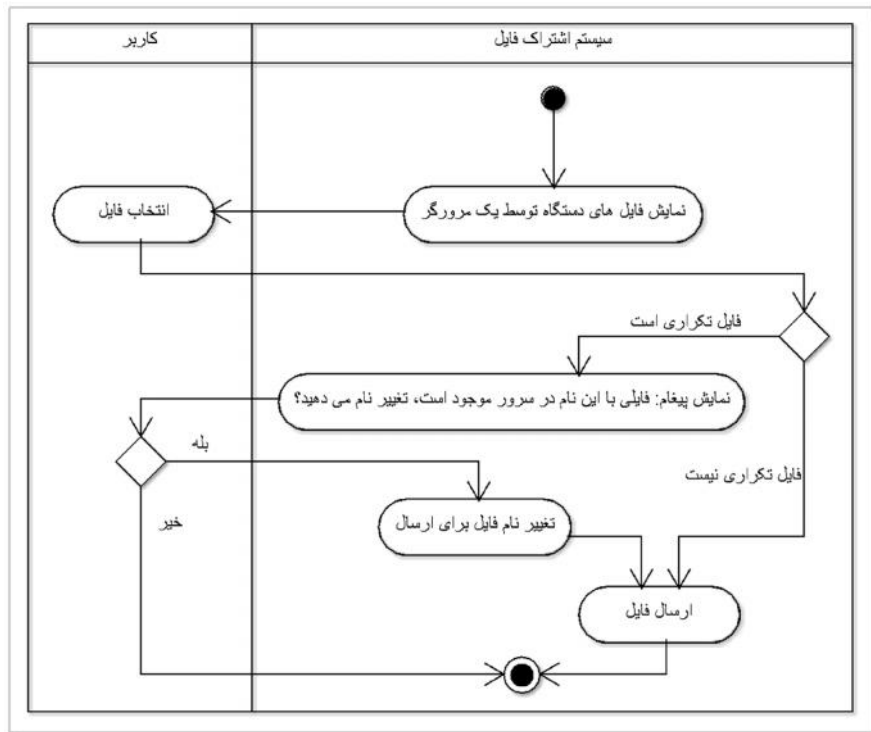 سیستم اشتراک فایل
کاربر
نمایش فایل های دستگاه توسط یک مرورگر
انتخاب فایل
فایل تکراری است
نمایش پیغام: فایلی با این نام در سرور موجود است، تغییر نام می دهید؟
بله
فایل تکراری نیست
خیر
تغییر نام فایل برای ارسال
ارسال فایل